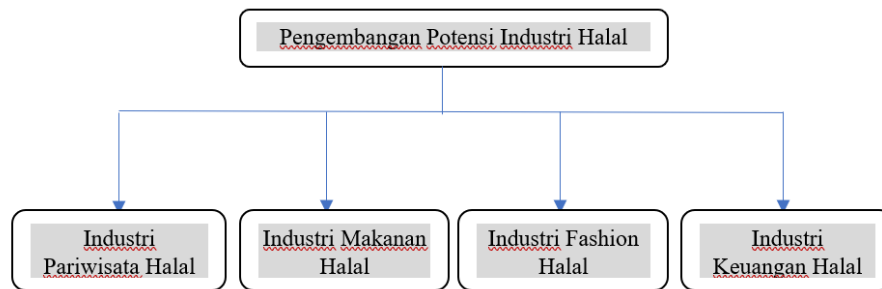 Pengembangan Potensi Industri Halal
Industri
Pariwisata Halal
Industri Makanan
Halal
Industri Fashion
Halal
Industri
Keuangan Halal